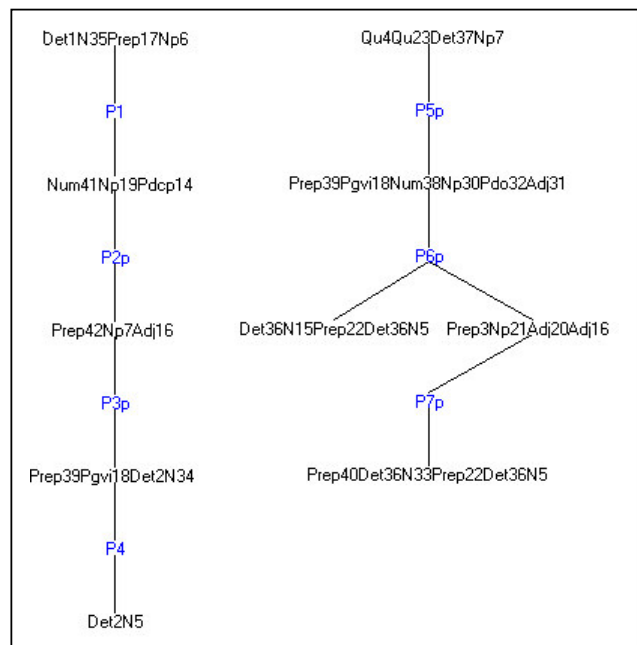 Det1N35Prep17Np6
P1
Num41Np19Pdcp14
P2p
Prep42Np7Adj16
P3p
Prep39Pgvi18Det2N34
P4
Det2N5
Qu4Qu23Det37Np7
P5p
Prep39Pgvi18Num38Np30Pdo32Adj31
P6p
Det36N15Prep22Det36N5
Prep3Np21Adj20Adj16
P7p
Prep40Det36N33Prep22Det36N5